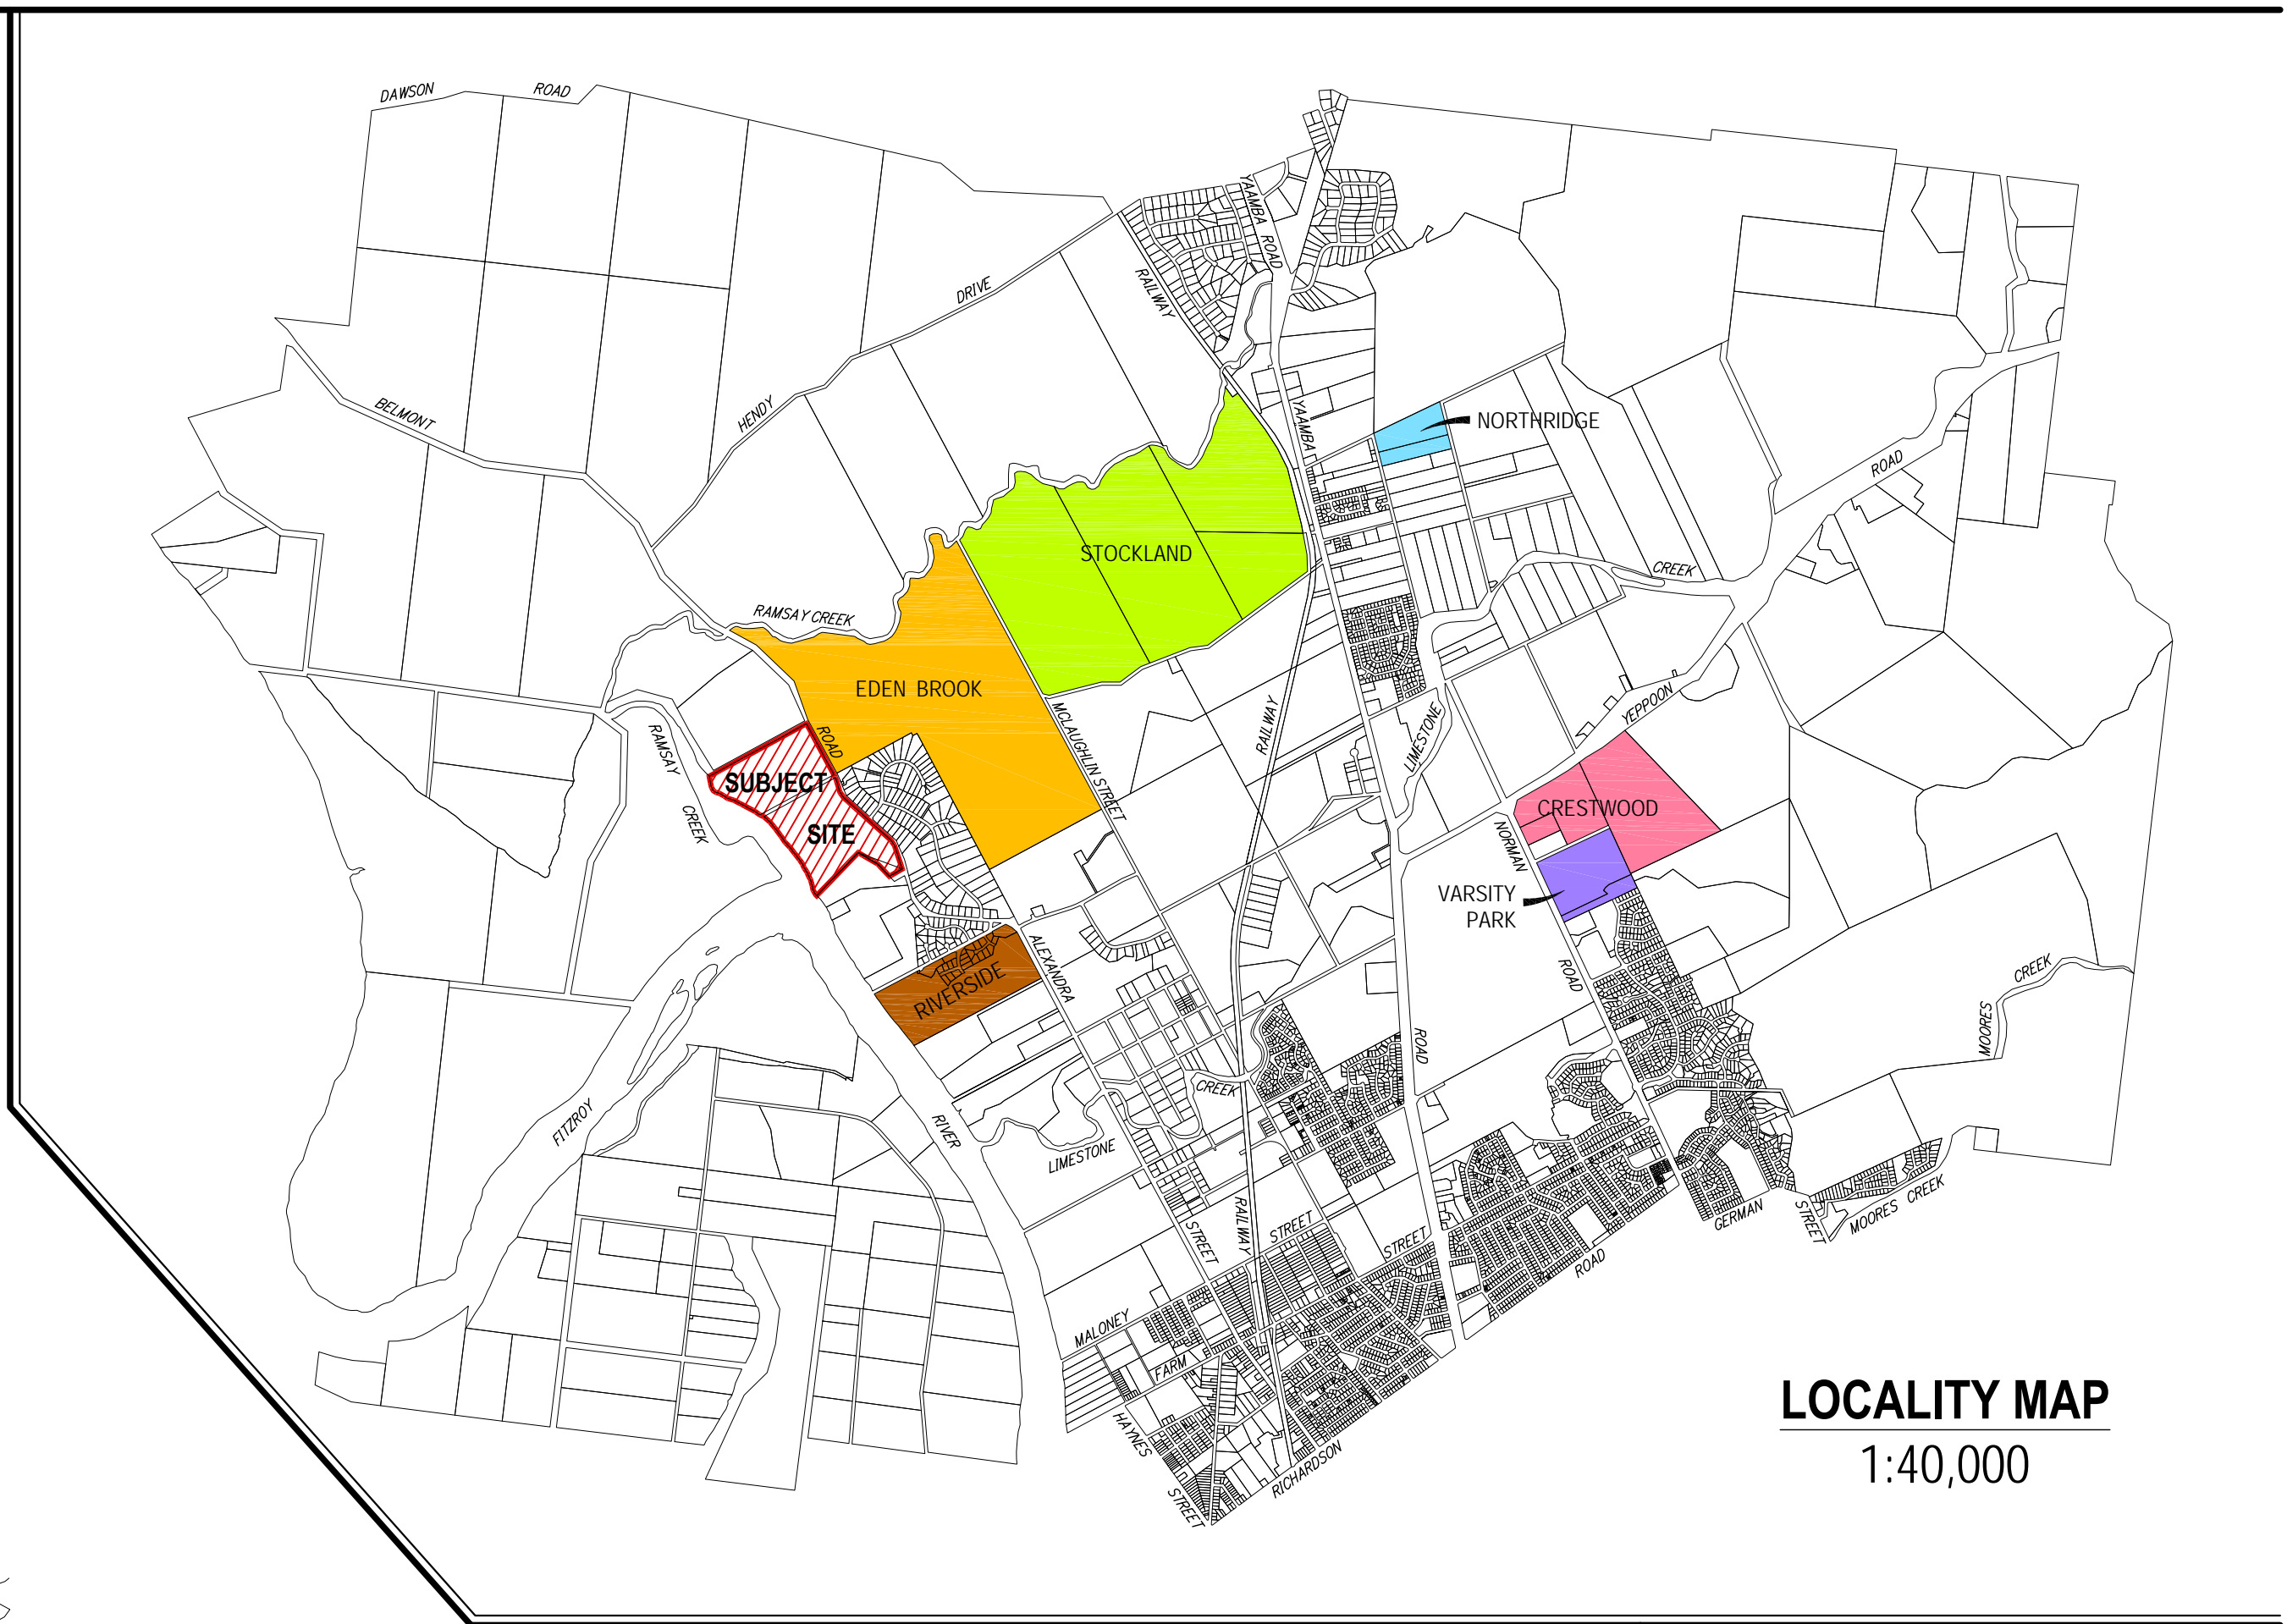 DAWSON
ROAD
YAAMBA ROAD
RAILWAY
DRIVE
HENDY
BELMONT
YAAMBA
NORTHRIDGE
ROAD
STOCKLAND
CREEK
RAMSAY CREEK
EDEN BROOK
MCLAUGHLIN STREET
RAILWAY
LIMESTONE
YEPPOON
ROAD
RAMSAY
CREEK
SUBJECT
SITE
CRESTWOOD
NORMAN
VARSITY
PARK
ROAD
ALEXANDRA
RIVERSIDE
CREEK
MOORES
ROAD
CREEK
FITZROY
RIVER
LIMESTONE
STREET
RAILWAY
STREET
STREET
ROAD
GERMAN
STREET
MOORES CREEK
MALONEY
FARM
HAYNES
STREET
RICHARDSON
LOCALITY MAP
1:40,000